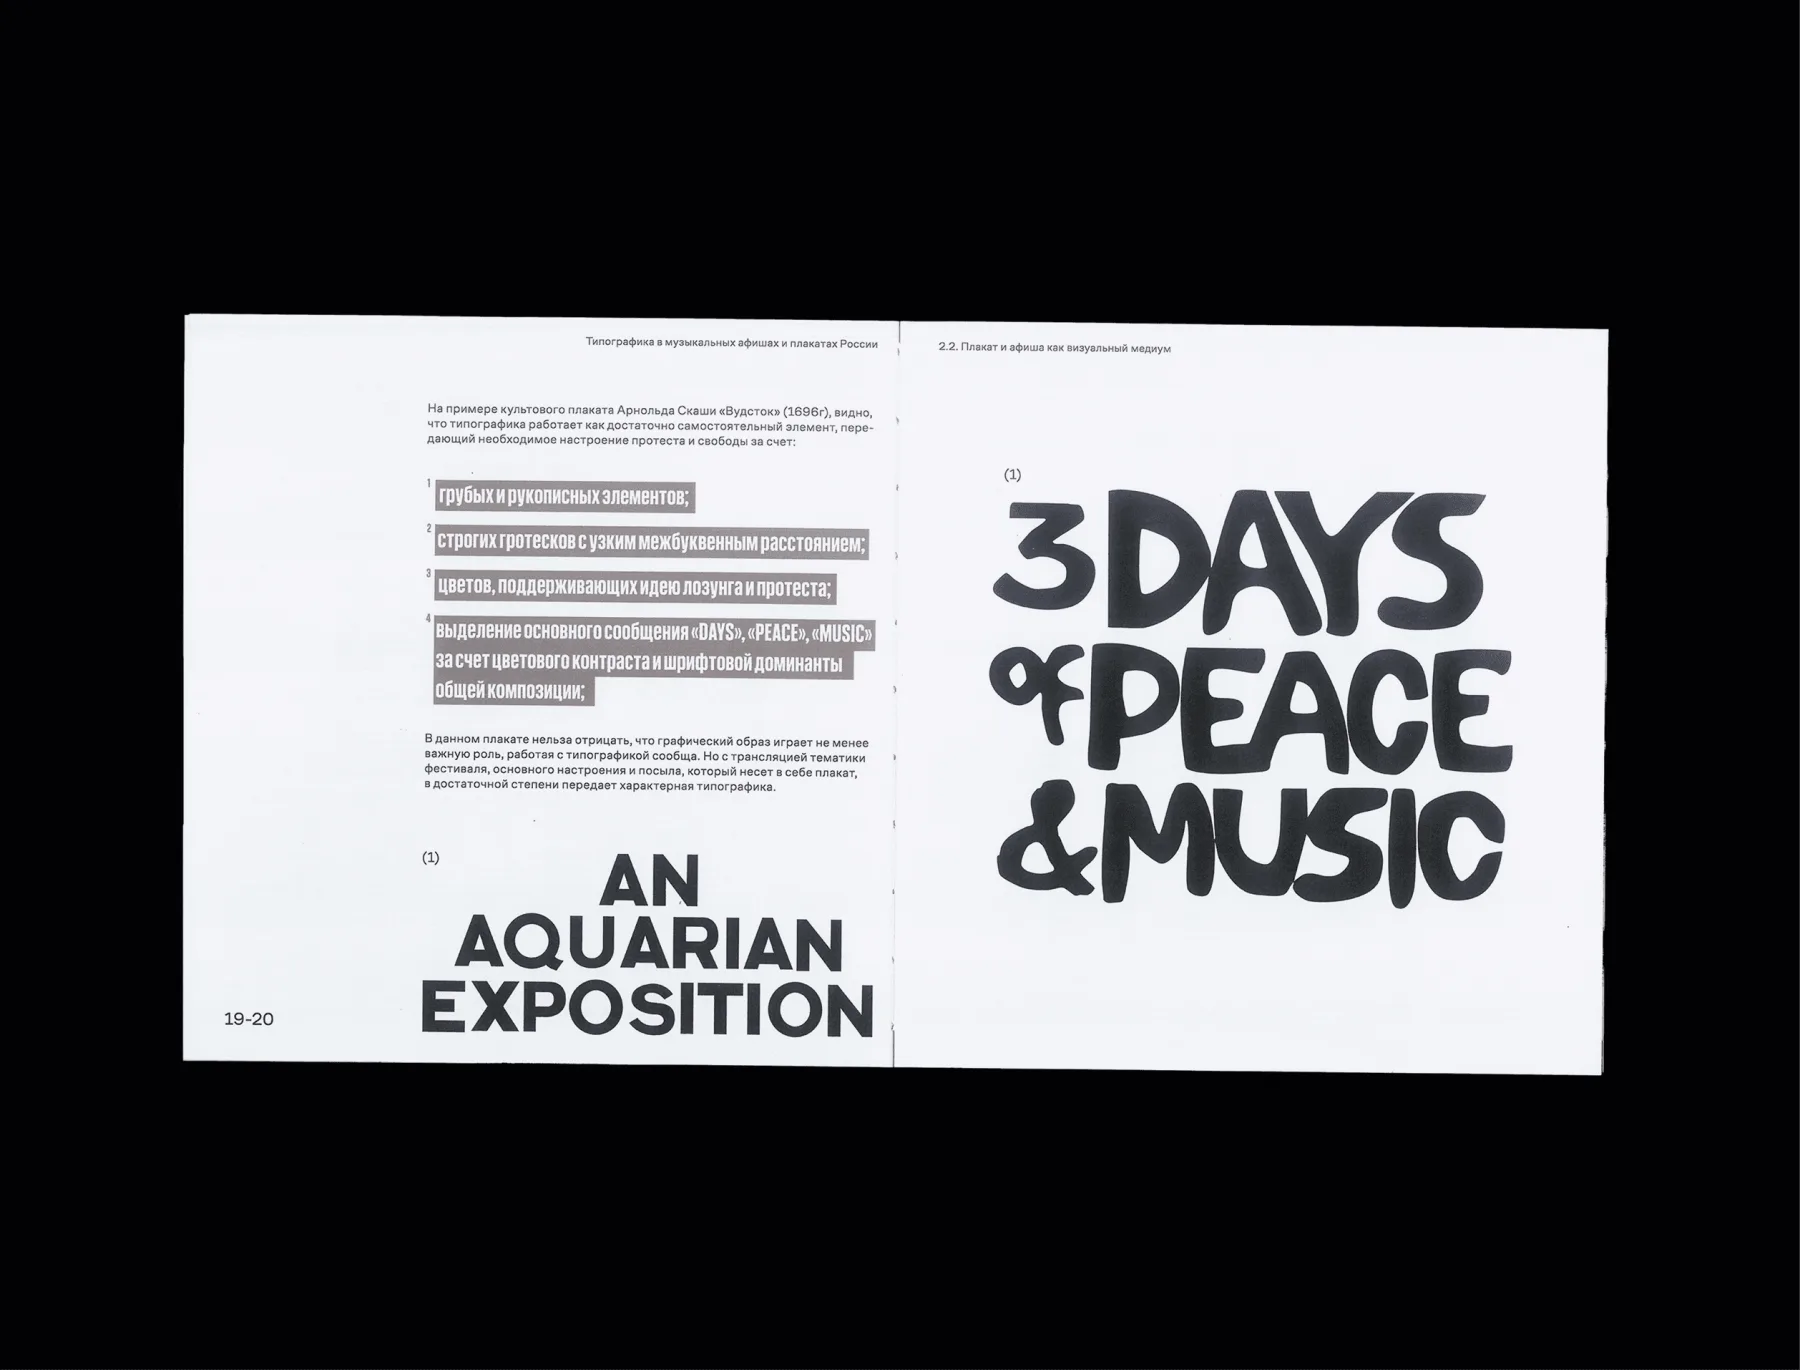 Типографика в музыкальных афишах и плакатах России
На примере культового плаката Арнольда Скаши «Вудсток» (1696г), видно,
что типографика работает как достаточно самостоятельный элемент, пере-
дающий необходимое настроение протеста и свободы за счет:
1 грубых и рукописных элементов;
2 строгих гротесков с узким межбуквенным расстоянием;
3 цветов, поддерживающих идею лозунга и протеста;
4 выделение основного сообщения «DAYS», «PEACE», «MUSIC»
за счет цветового контраста и шрифтовой доминанты
общей композиции;
В данном плакате нельза отрицать, что графический образ играет не менее
важную роль, работая с типографикой сообща. Но с трансляцией тематики
фестиваля, основного настроения и посыла, который несет в себе плакат,
в достаточной степени передает характерная типографика.
(1)
AN
AQUARIAN
EXPOSITION
19-20
2.2. Плакат и афиша как визуальный медиум
(1)
3 DAYS
OF PEACE
& MUSIC